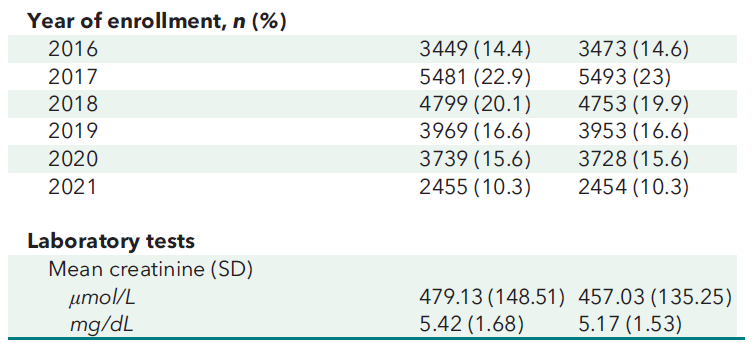 Year of enrollment, n (%)
2016 3449 (14.4) 3473 (14.6)
2017 5481 (22.9) 5493 (23)
2018 4799 (20.1) 4753 (19.9)
2019 3969 (16.6) 3953 (16.6)
2020 3739 (15.6) 3728 (15.6)
2021 2455 (10.3) 2454 (10.3)
Laboratory tests
Mean creatinine (SD)
μmol/L 479.13 (148.51) 457.03 (135.25)
mg/dL 5.42 (1.68) 5.17 (1.53)